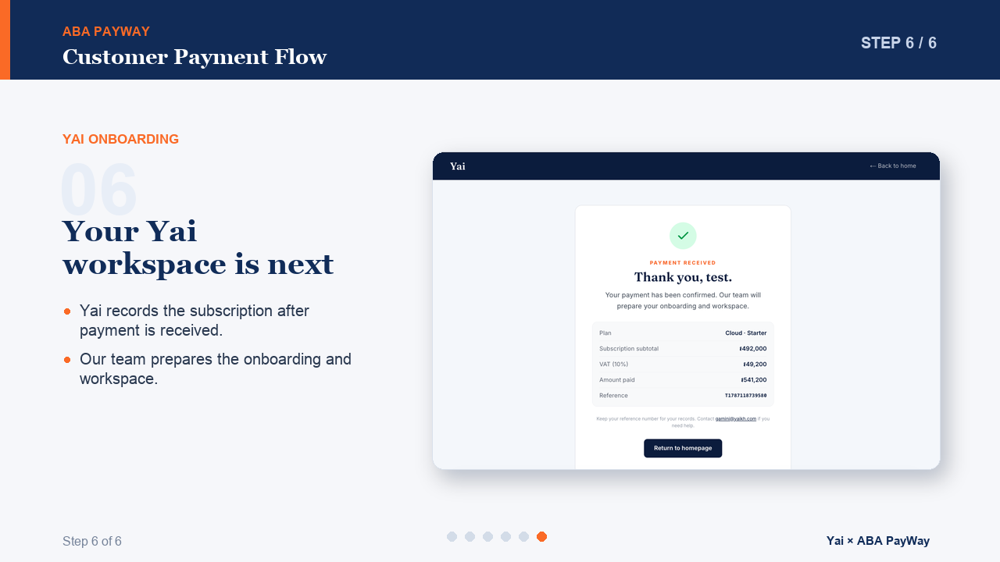 ABA PAYWAY
Customer Payment Flow
STEP 6 / 6
YAI ONBOARDING
06
Your Yai
workspace is next
• Yai records the subscription after
payment is received.
• Our team prepares the onboarding and
workspace.
Yai
← Back to home
PAYMENT RECEIVED
Thank you, test.
Your payment has been confirmed. Our team will
prepare your onboarding and workspace.
Plan Cloud · Starter
Subscription subtotal ៛492,000
VAT (10%) ៛49,200
Amount paid ៛541,200
Reference T1787118739580
Keep your reference number for your records. Contact gamini@yaikh.com if you
need help.
Return to homepage
Step 6 of 6
Yai × ABA PayWay